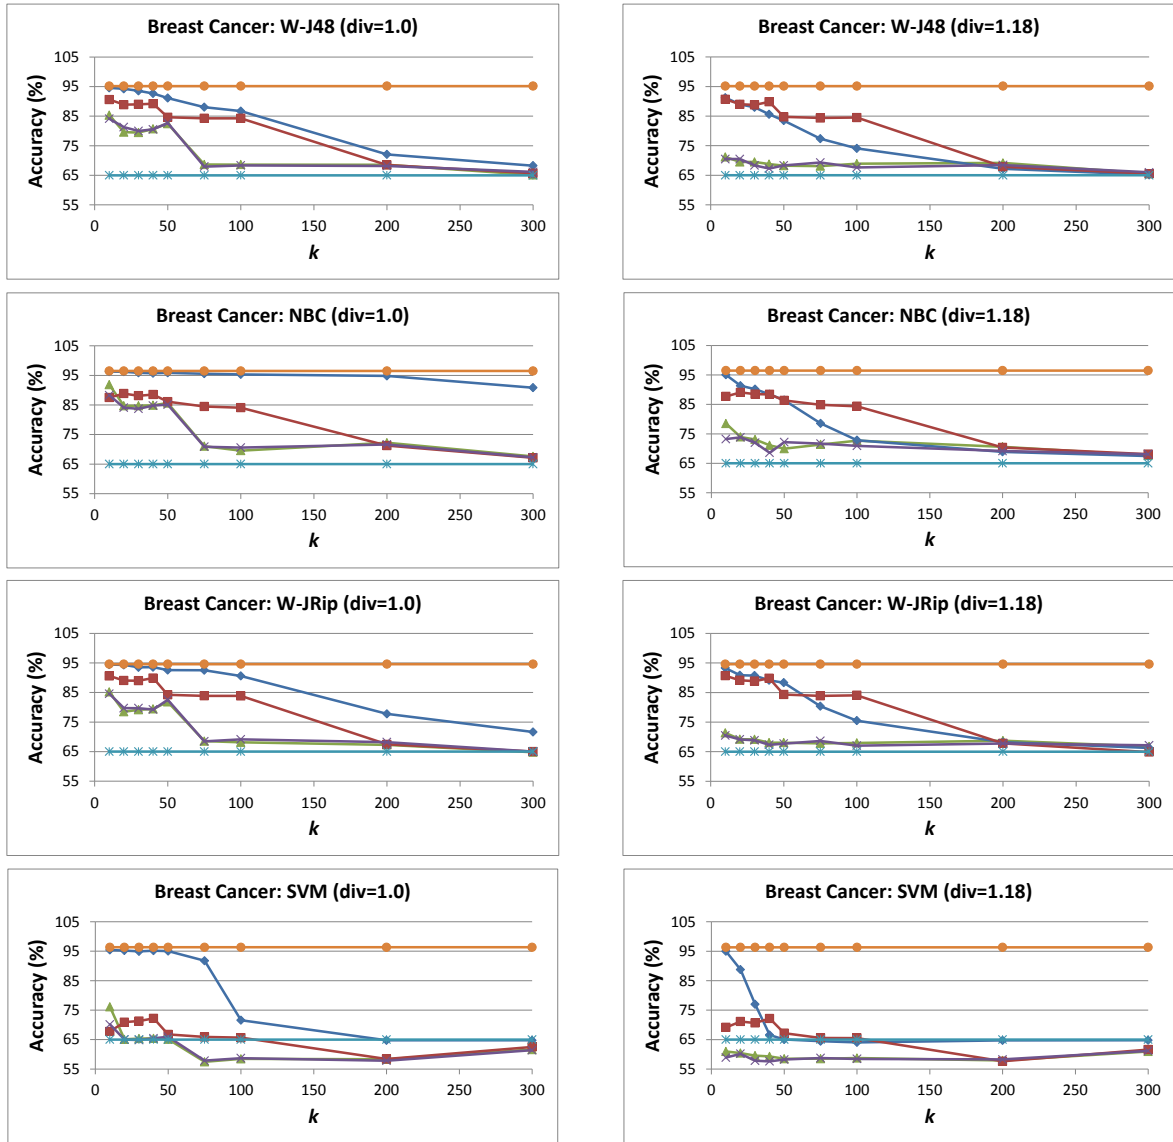 Breast Cancer: W-J48 (div=1.0)
Accuracy (%)
105
95
85
75
65
55
0 50 100 150 200 250 300
k
Breast Cancer: W-J48 (div=1.18)
Accuracy (%)
105
95
85
75
65
55
0 50 100 150 200 250 300
k
Breast Cancer: NBC (div=1.0)
Accuracy (%)
105
95
85
75
65
55
0 50 100 150 200 250 300
k
Breast Cancer: NBC (div=1.18)
Accuracy (%)
105
95
85
75
65
55
0 50 100 150 200 250 300
k
Breast Cancer: W-JRip (div=1.0)
Accuracy (%)
105
95
85
75
65
55
0 50 100 150 200 250 300
k
Breast Cancer: W-JRip (div=1.18)
Accuracy (%)
105
95
85
75
65
55
0 50 100 150 200 250 300
k
Breast Cancer: SVM (div=1.0)
Accuracy (%)
105
95
85
75
65
55
0 50 100 150 200 250 300
k
Breast Cancer: SVM (div=1.18)
Accuracy (%)
105
95
85
75
65
55
0 50 100 150 200 250 300
k